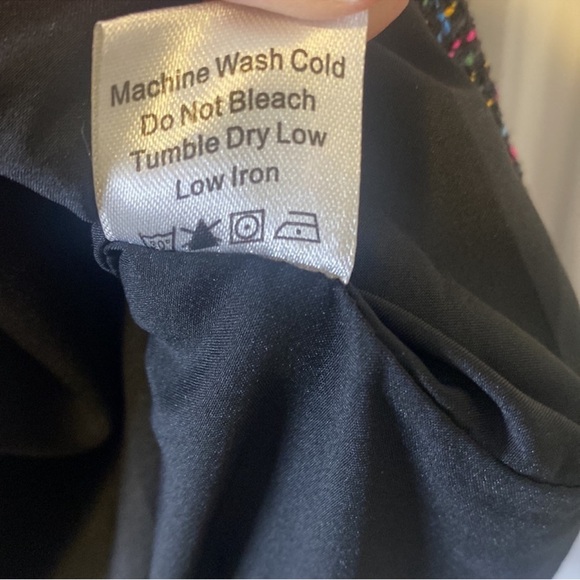 Machine Wash Cold
Do Not Bleach
Tumble Dry Low
Low Iron